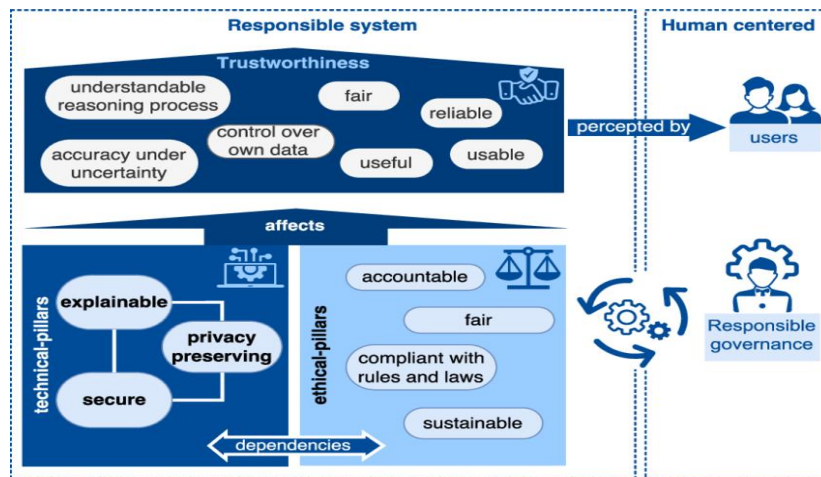 Responsible system
Human centered
Trustworthiness
understandable
reasoning process
fair
reliable
control over
own data
accuracy under
uncertainty
useful
usable
percepted by
users
affects
technical-pillars
explainable
privacy
preserving
secure
ethical-pillars
accountable
fair
compliant with
rules and laws
sustainable
dependencies
Responsible
governance